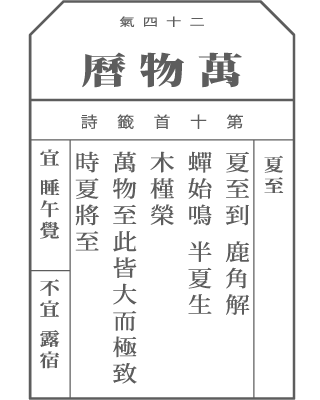 二十四氣
萬物曆
第十首籤詩
夏至
夏至到 鹿角解
蟬始鳴 半夏生
木槿榮
萬物至此皆大而極致
時夏將至
宜 睡午覺
不宜 露宿